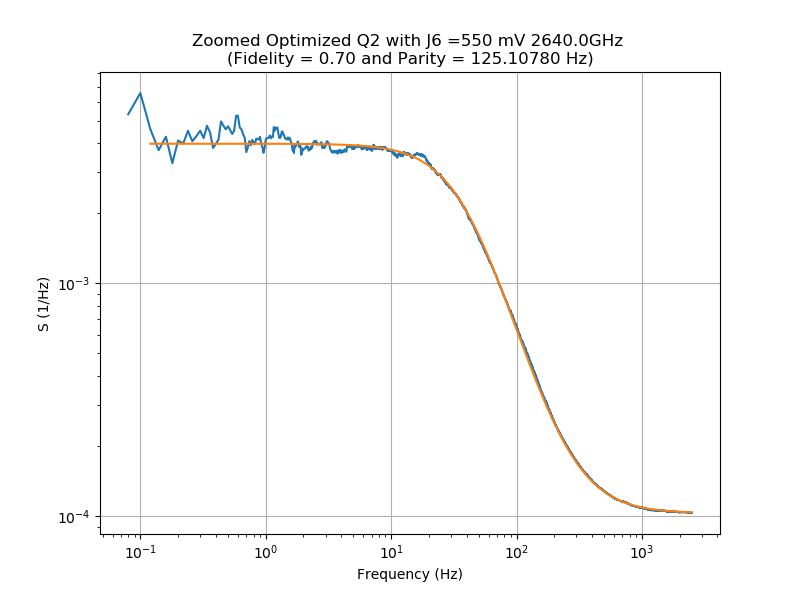 Zoomed Optimized Q2 with J6 =550 mV 2640.0GHz
(Fidelity = 0.70 and Parity = 125.10780 Hz)
S (1/Hz)
10⁻³
10⁻⁴
10⁻¹ 10⁰ 10¹ 10² 10³
Frequency (Hz)